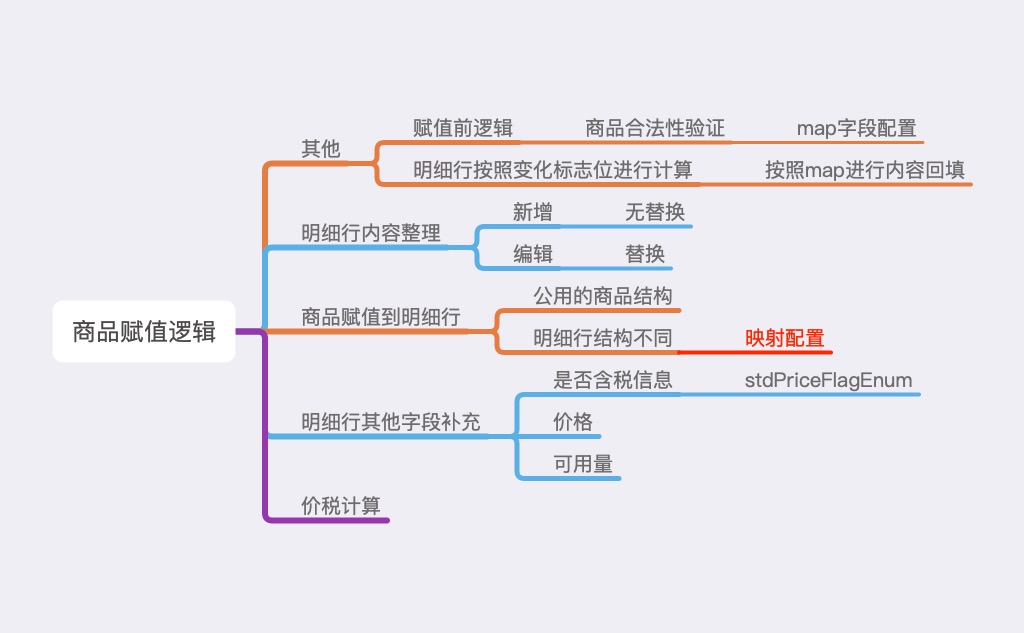 商品赋值逻辑
其他
赋值前逻辑
商品合法性验证
map字段配置
明细行按照变化标志位进行计算
按照map进行内容回填
明细行内容整理
新增
无替换
编辑
替换
商品赋值到明细行
公用的商品结构
明细行结构不同
映射配置
明细行其他字段补充
是否含税信息
stdPriceFlagEnum
价格
可用量
价税计算